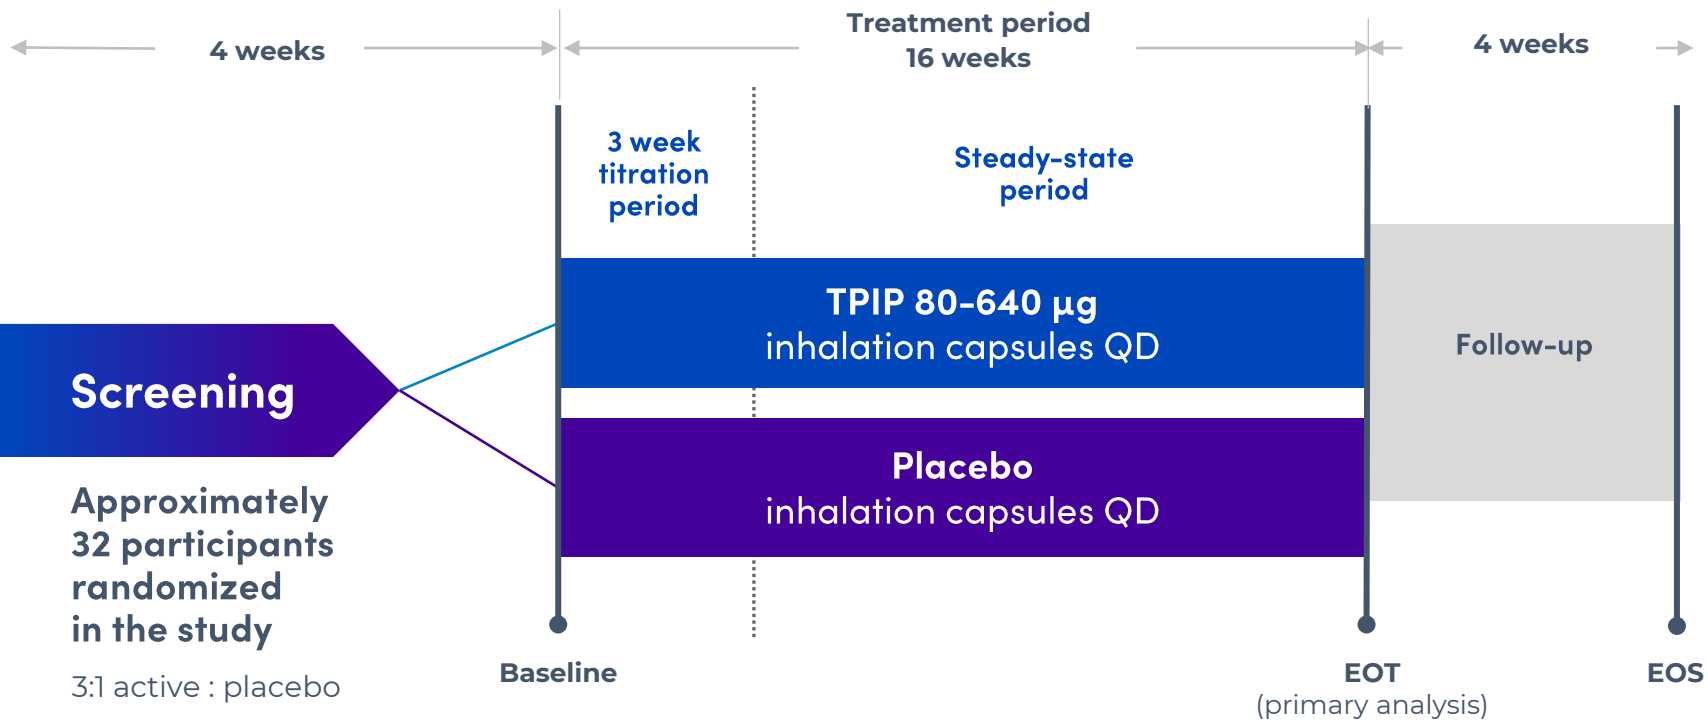 4 weeks
Treatment period
16 weeks
4 weeks
3 week
titration
period
Steady-state
period
TPIP 80-640 µg
inhalation capsules QD
Screening
Follow-up
Placebo
inhalation capsules QD
Approximately
32 participants
randomized
in the study
3:1 active : placebo
Baseline
EOT
(primary analysis)
EOS